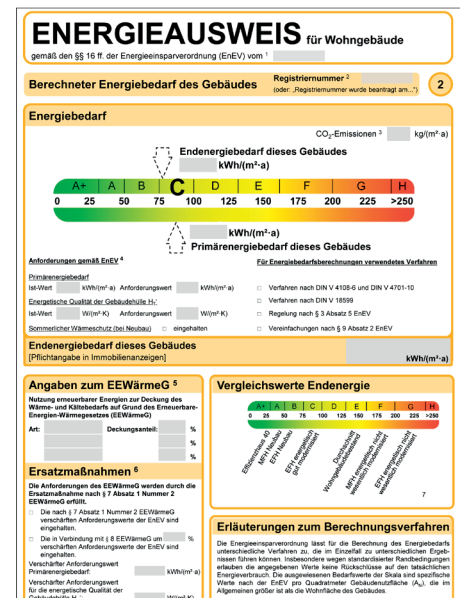 ENERGIEAUSWEIS für Wohngebäude
gemäß den §§ 16 ff. der Energieeinsparverordnung (EnEV) vom 1
Berechneter Energiebedarf des Gebäudes
Registriernummer 2
(oder: „Registriernummer wurde beantragt am...")
2
Energiebedarf
CO2-Emissionen 3 kg/(m²·a)
Endenergiebedarf dieses Gebäudes
kWh/(m²·a)
A+ A B C D E F G H
0 25 50 75 100 125 150 175 200 225 >250
kWh/(m²·a)
Primärenergiebedarf dieses Gebäudes
Anforderungen gemäß EnEV 4
Primärenergiebedarf
Ist-Wert kWh/(m²·a) Anforderungswert kWh/(m²·a)
Energetische Qualität der Gebäudehülle HT'
Ist-Wert W/(m²·K) Anforderungswert W/(m²·K)
Sommerlicher Wärmeschutz (bei Neubau) □ eingehalten
Für Energiebedarfsberechnungen verwendetes Verfahren
□ Verfahren nach DIN V 4108-6 und DIN V 4701-10
□ Verfahren nach DIN V 18599
□ Regelung nach § 3 Absatz 5 EnEV
□ Vereinfachungen nach § 9 Absatz 2 EnEV
Endenergiebedarf dieses Gebäudes
[Pflichtangabe in Immobilienanzeigen]
kWh/(m²·a)
Angaben zum EEWärmeG 5
Nutzung erneuerbarer Energien zur Deckung des
Wärme- und Kältebedarfs auf Grund des Erneuerbare-
Energien-Wärmegesetzes (EEWärmeG)
Art: Deckungsanteil: %
%
%
Ersatzmaßnahmen 6
Die Anforderungen des EEWärmeG werden durch die
Ersatzmaßnahme nach § 7 Absatz 1 Nummer 2
EEWärmeG erfüllt.
□ Die nach § 7 Absatz 1 Nummer 2 EEWärmeG
verschärften Anforderungswerte der EnEV sind
eingehalten.
□ Die in Verbindung mit § 8 EEWärmeG um %
verschärften Anforderungswerte der EnEV sind
eingehalten.
Verschärfter Anforderungswert
Primärenergiebedarf: kWh/(m²·a)
Verschärfter Anforderungswert
für die energetische Qualität der
Vergleichswerte Endenergie
A+ A B C D E F G H
0 25 50 75 100 125 150 175 200 225 >250
Effizienzhaus 40
MFH Neubau
EFH Neubau
EFH energetisch
gut modernisiert
Durchschnitt
Wohngebäudebestand
MFH energetisch nicht
wesentlich modernisiert
EFH energetisch nicht
wesentlich modernisiert
7
Erläuterungen zum Berechnungsverfahren
Die Energieeinsparverordnung lässt für die Berechnung des Energiebedarfs
unterschiedliche Verfahren zu, die im Einzelfall zu unterschiedlichen Ergeb-
nissen führen können. Insbesondere wegen standardisierter Randbedingungen
erlauben die angegebenen Werte keine Rückschlüsse auf den tatsächlichen
Energieverbrauch. Die ausgewiesenen Bedarfswerte der Skala sind spezifische
Werte nach der EnEV pro Quadratmeter Gebäudenutzfläche (AN), die im
Allgemeinen größer ist als die Wohnfläche des Gebäudes.